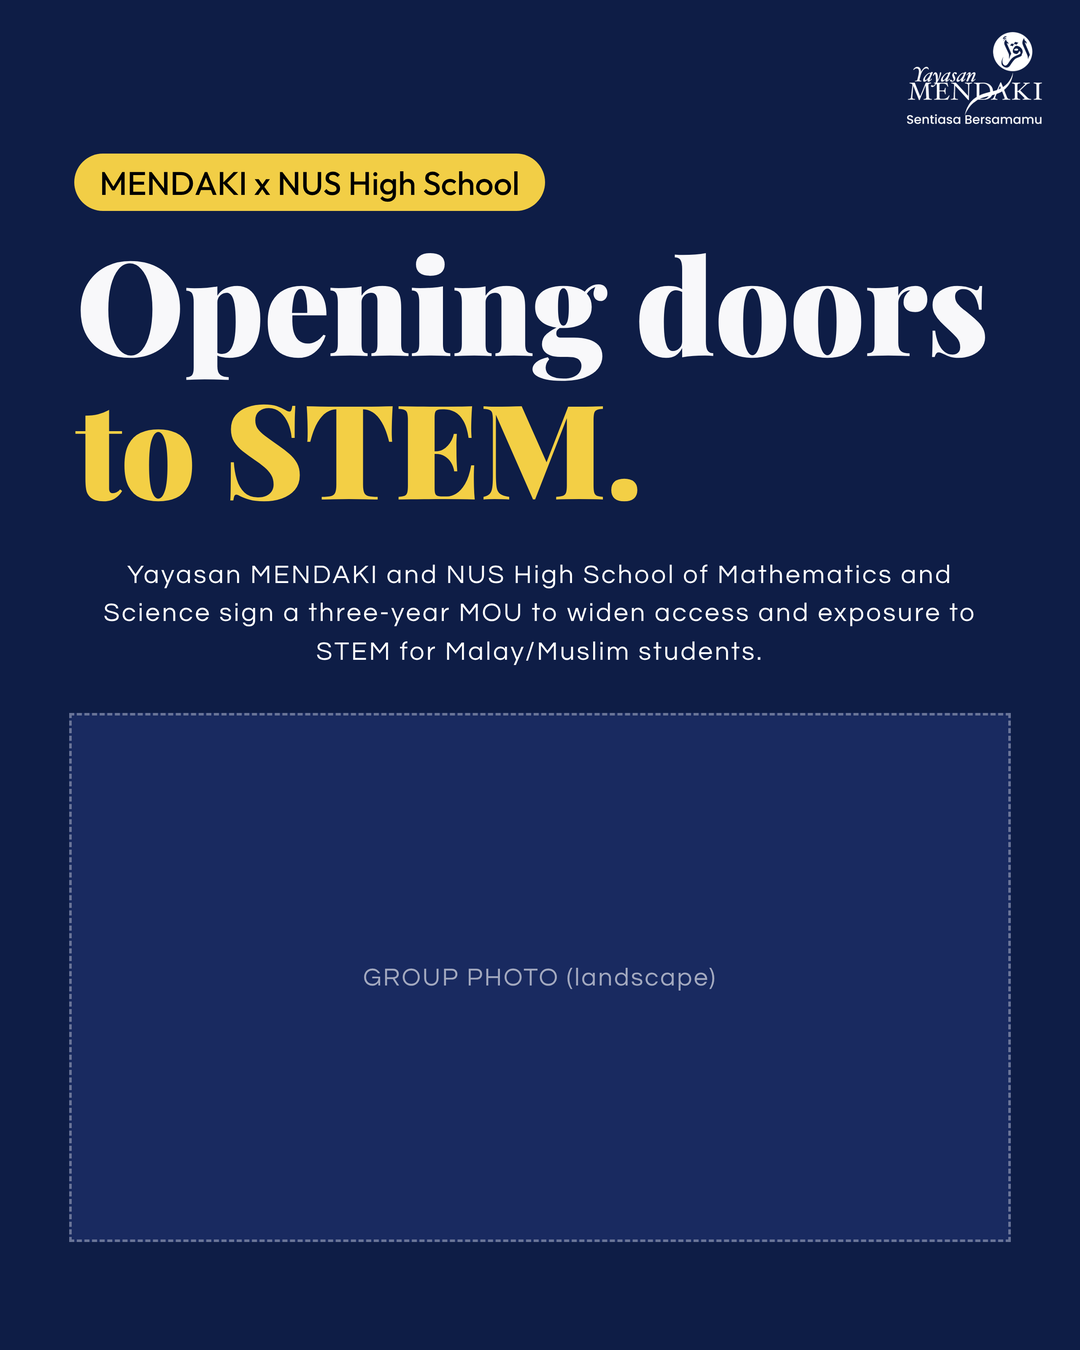 اقرأ
Yayasan
MENDAKI
Sentiasa Bersamamu
MENDAKI x NUS High School
Opening doors
to STEM.
Yayasan MENDAKI and NUS High School of Mathematics and
Science sign a three-year MOU to widen access and exposure to
STEM for Malay/Muslim students.
GROUP PHOTO (landscape)